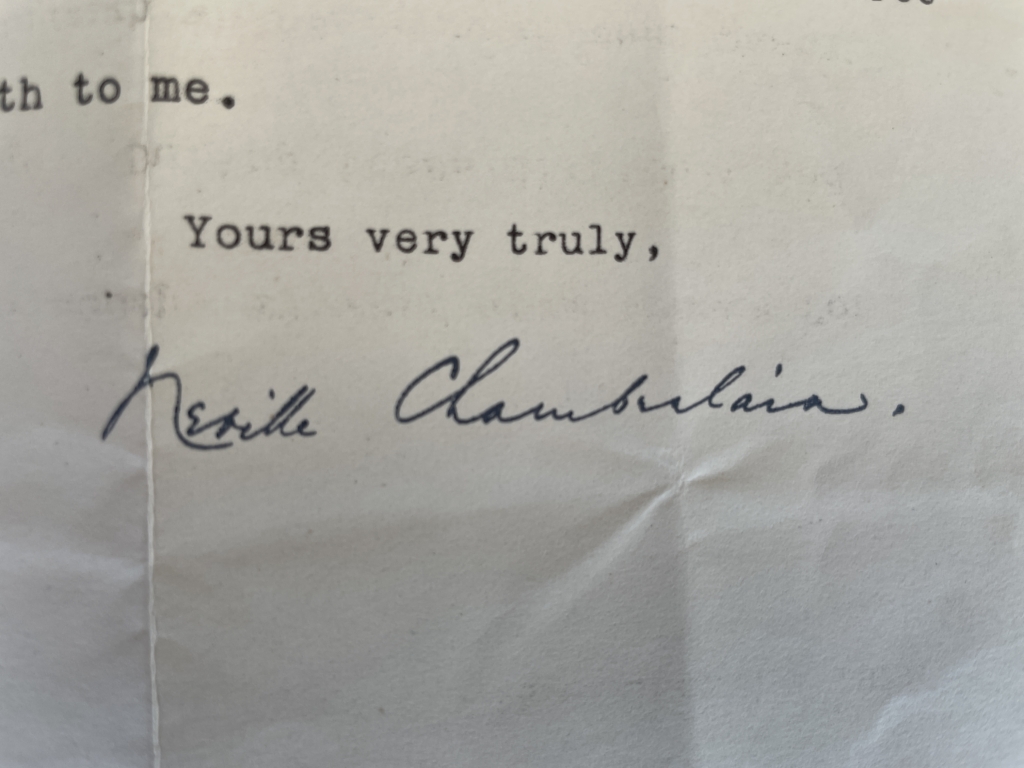 th to me.
Yours very truly,
Neville Chamberlain.